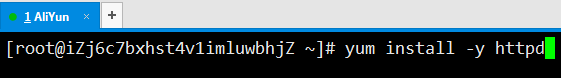 1 AliYun × +
[root@iZj6c7bxhst4v1imluwbhjZ ~]# yum install -y httpd